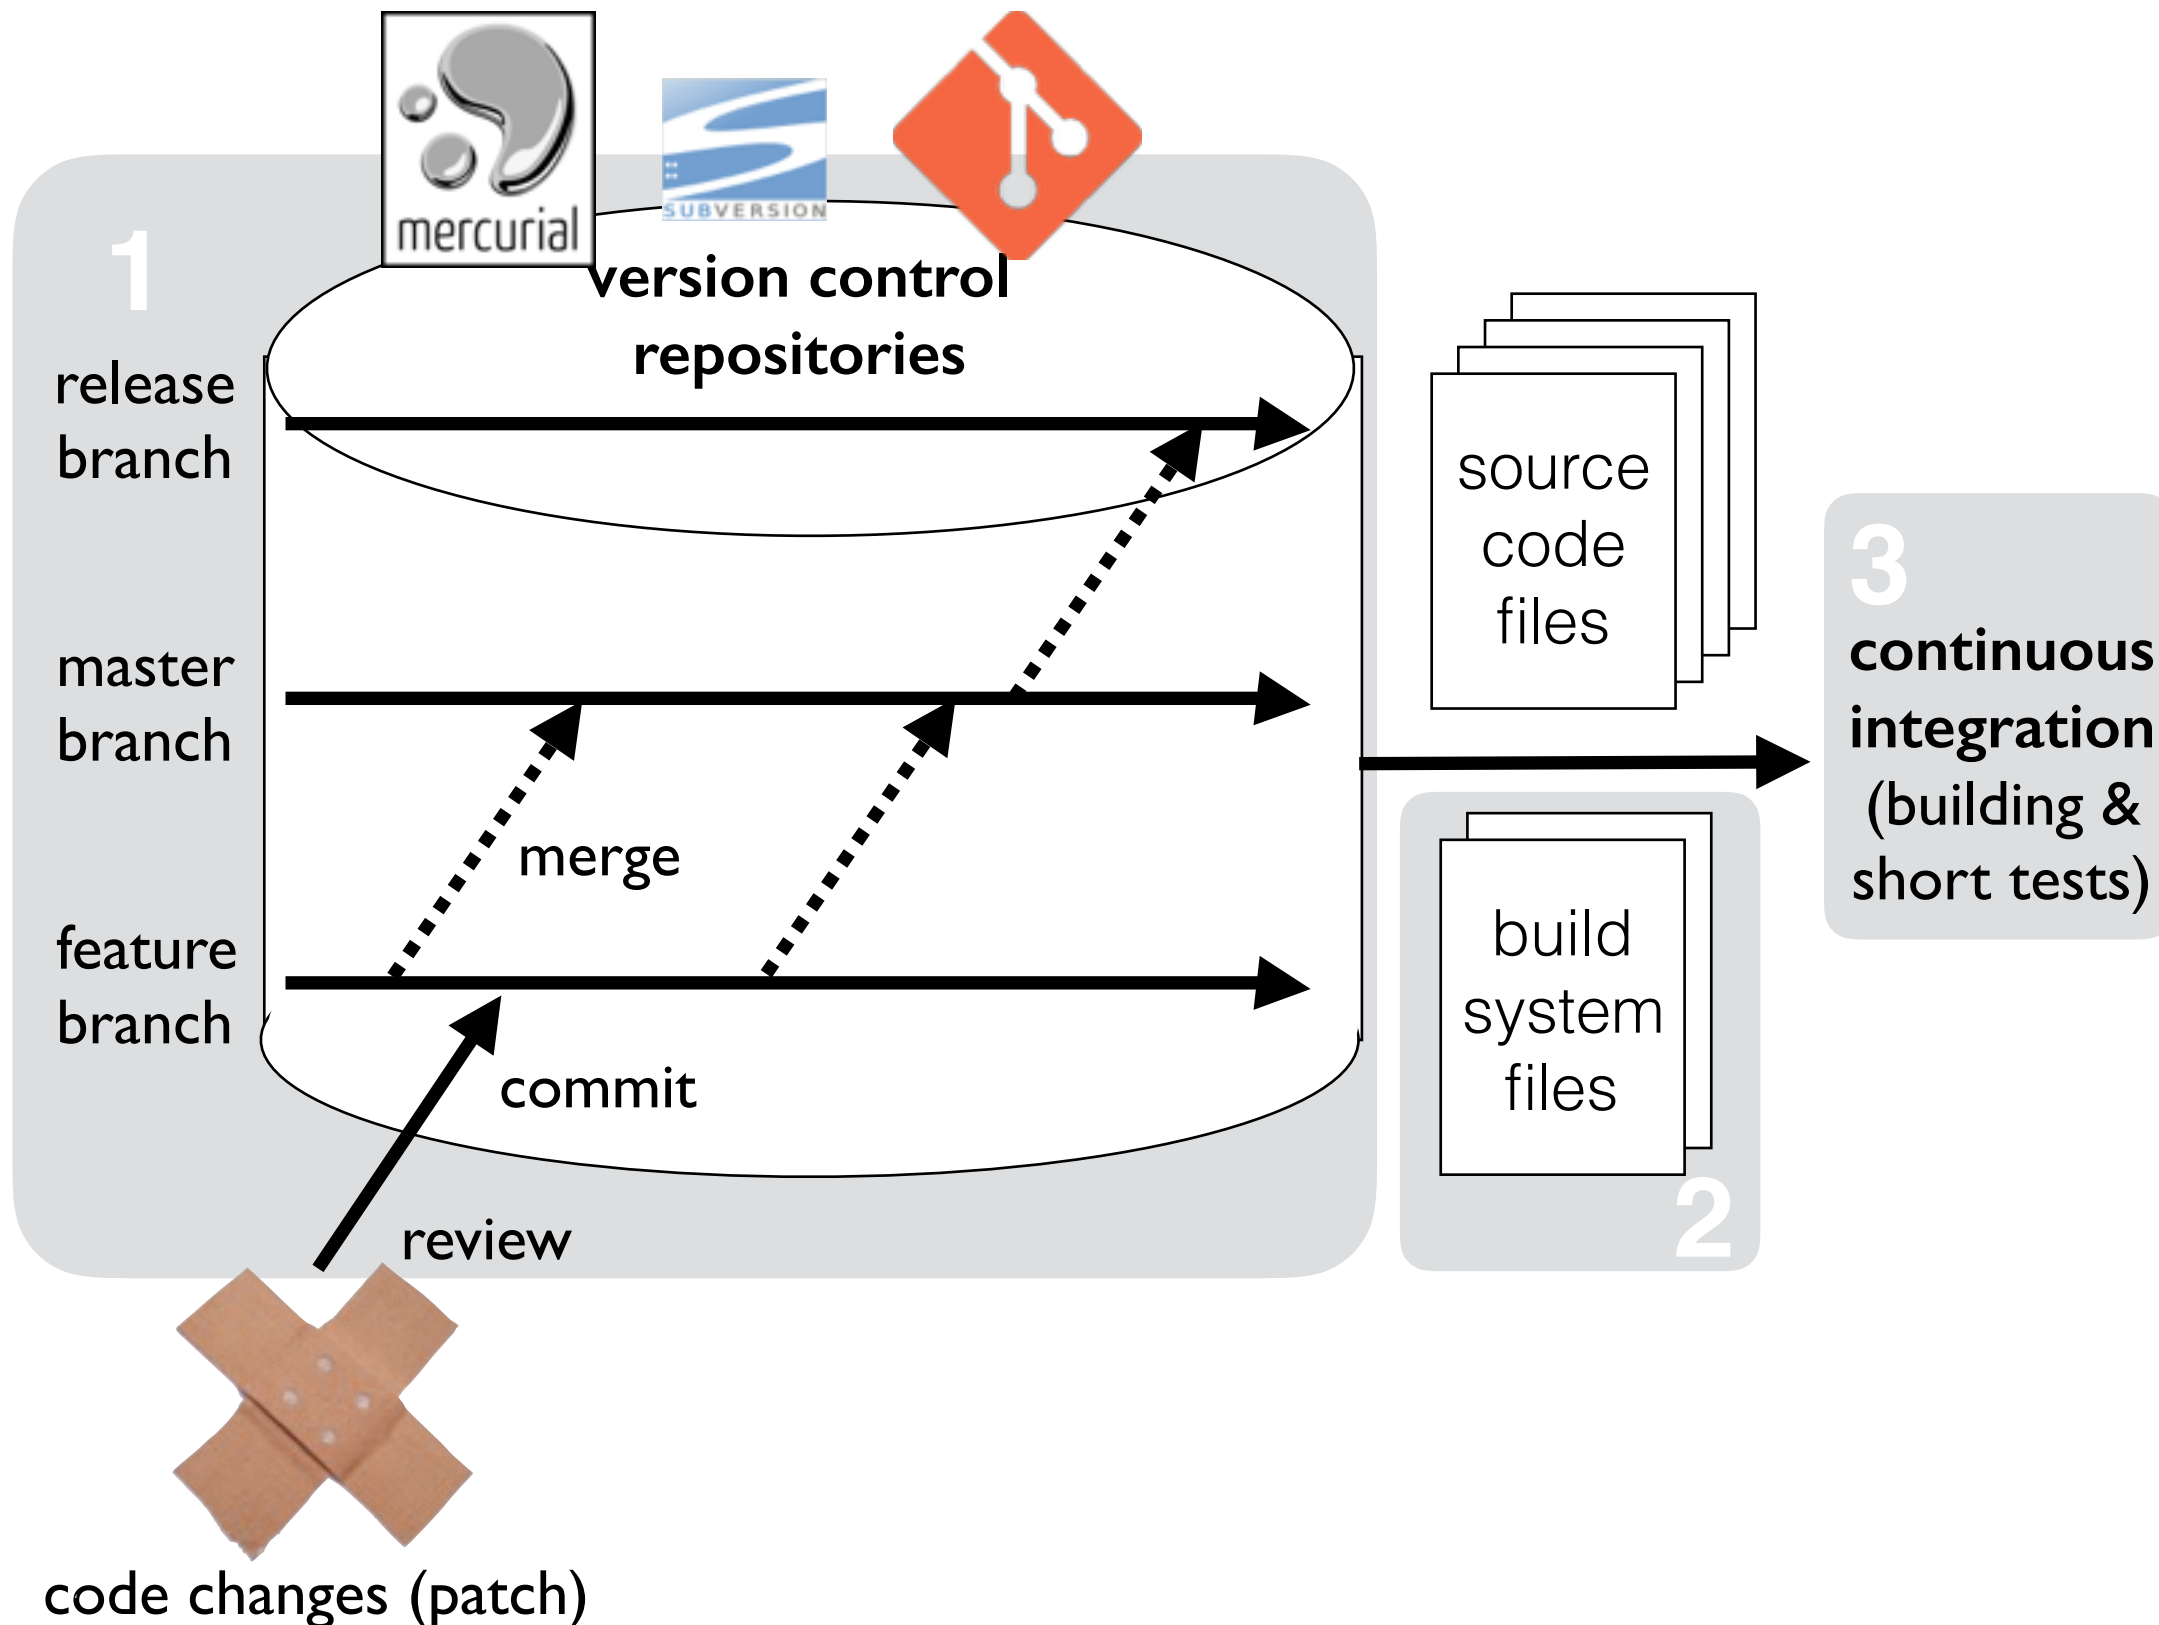 mercurial
SUBVERSION
1
version control
repositories
release
branch
master
branch
merge
feature
branch
commit
review
code changes (patch)
source
code
files
build
system
files
2
3
continuous
integration
(building &
short tests)